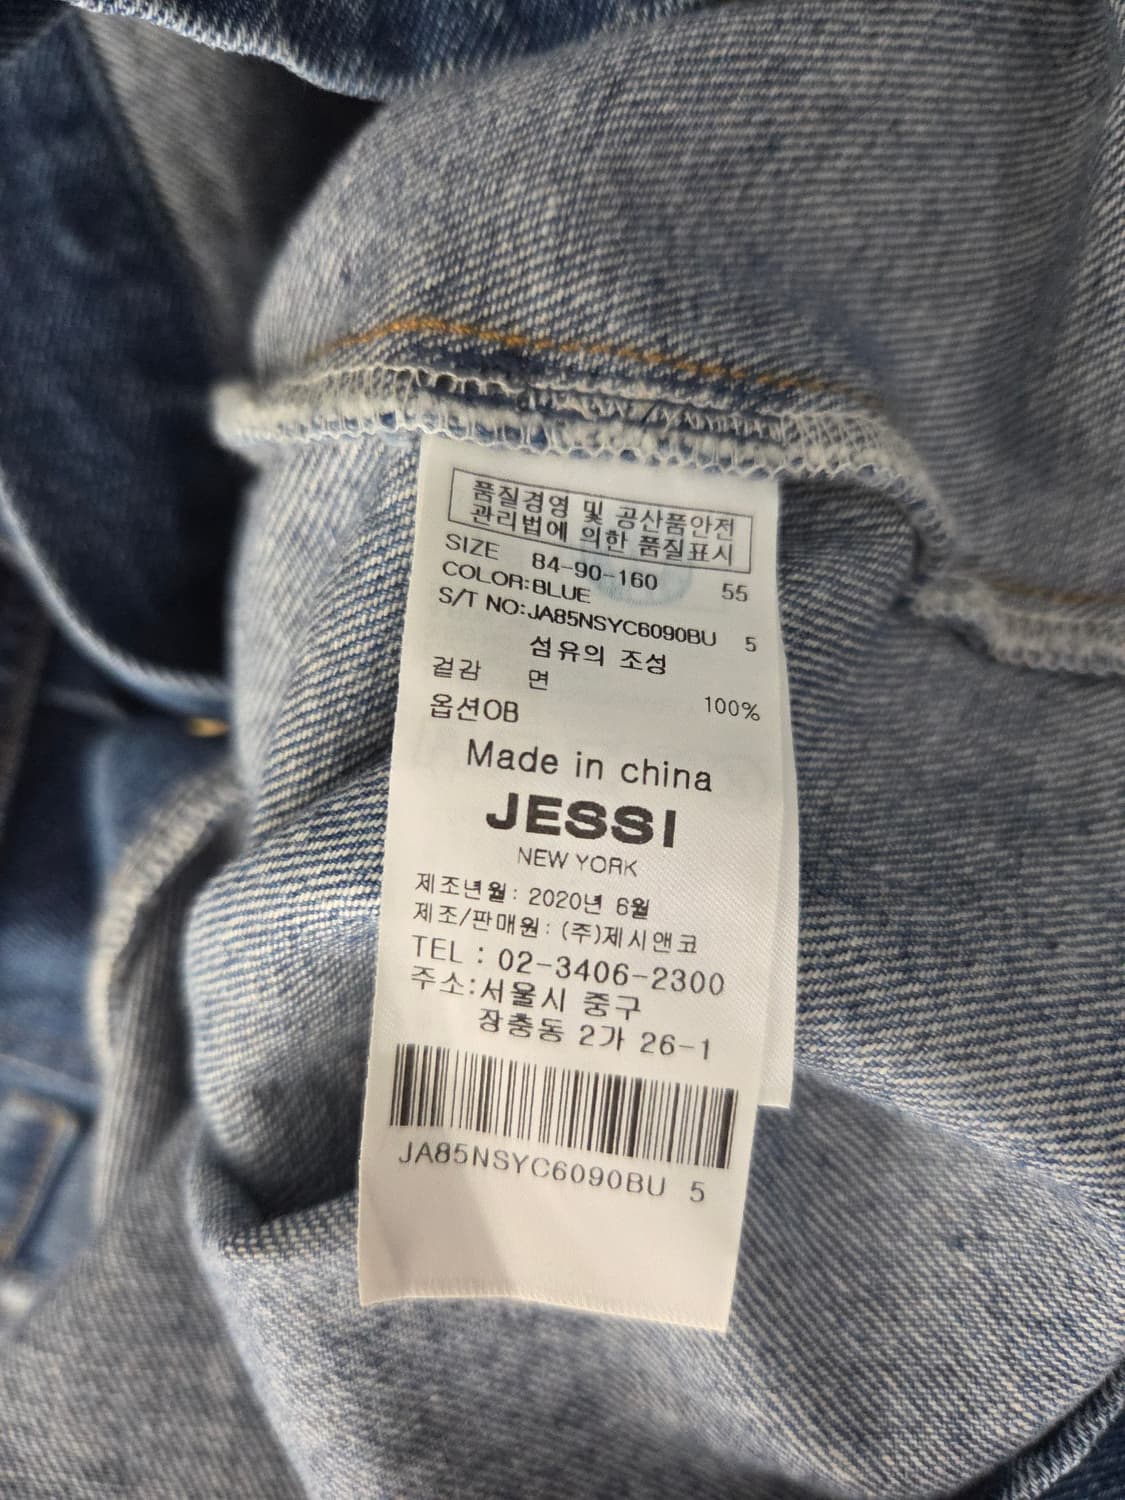 품질경영 및 공산품안전
관리법에 의한 품질표시
SIZE 84-90-160 55
COLOR:BLUE
S/T NO:JA85NSYC6090BU 5
섬유의 조성
겉감 면 100%
옵션OB
Made in china
JESSI
NEW YORK
제조년월: 2020년 6월
제조/판매원: (주)제시앤코
TEL : 02-3406-2300
주소:서울시 중구
장충동 2가 26-1
JA85NSYC6090BU 5